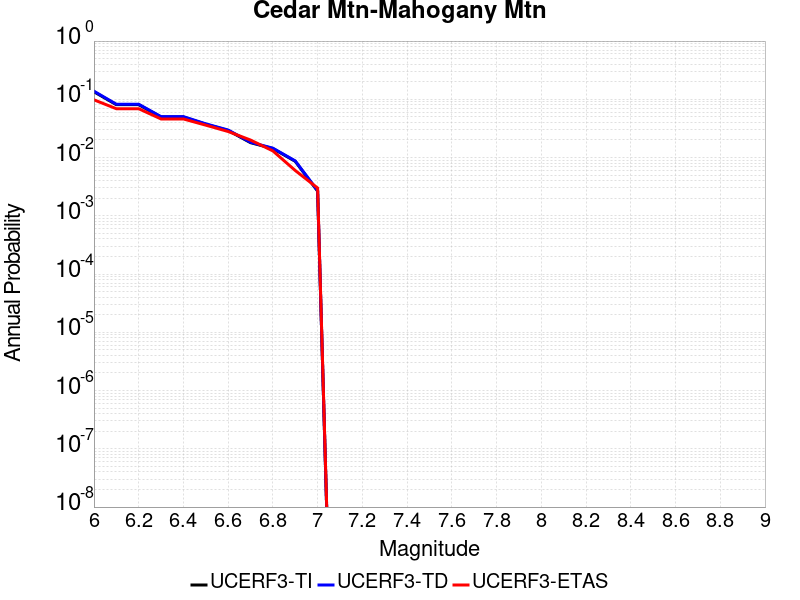 Cedar Mtn-Mahogany Mtn
10^0
10^-1
10^-2
10^-3
10^-4
10^-5
10^-6
10^-7
10^-8
Annual Probability
6 6.2 6.4 6.6 6.8 7 7.2 7.4 7.6 7.8 8 8.2 8.4 8.6 8.8 9
Magnitude
UCERF3-TI UCERF3-TD UCERF3-ETAS